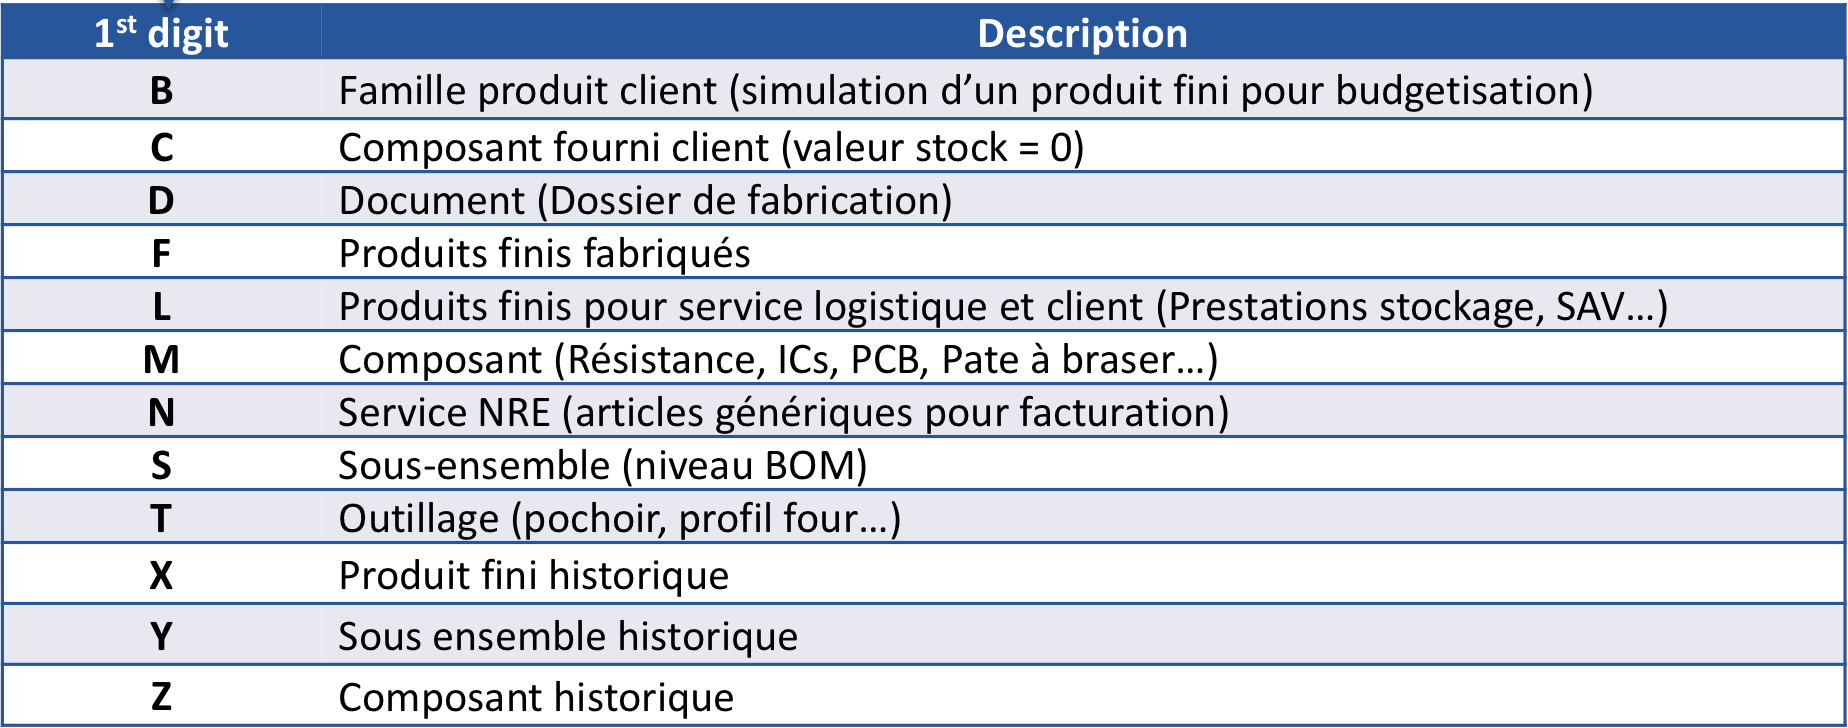 1st digit Description
B Famille produit client (simulation d’un produit fini pour budgetisation)
C Composant fourni client (valeur stock = 0)
D Document (Dossier de fabrication)
F Produits finis fabriqués
L Produits finis pour service logistique et client (Prestations stockage, SAV…)
M Composant (Résistance, ICs, PCB, Pate à braser…)
N Service NRE (articles génériques pour facturation)
S Sous-ensemble (niveau BOM)
T Outillage (pochoir, profil four…)
X Produit fini historique
Y Sous ensemble historique
Z Composant historique